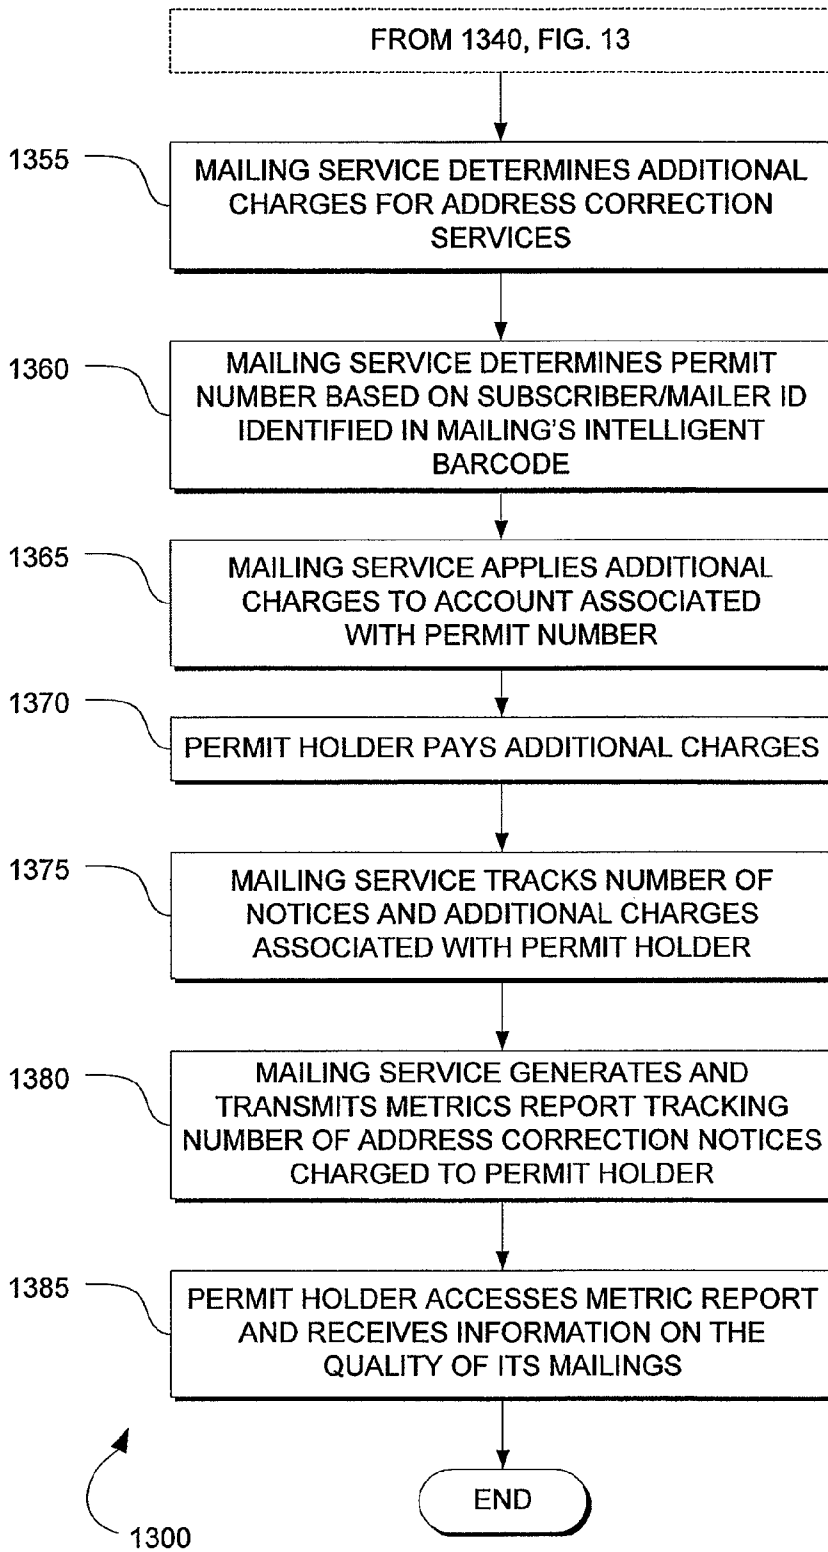 FROM 1340, FIG. 13
1355
MAILING SERVICE DETERMINES ADDITIONAL
CHARGES FOR ADDRESS CORRECTION
SERVICES
1360
MAILING SERVICE DETERMINES PERMIT
NUMBER BASED ON SUBSCRIBER/MAILER ID
IDENTIFIED IN MAILING'S INTELLIGENT
BARCODE
1365
MAILING SERVICE APPLIES ADDITIONAL
CHARGES TO ACCOUNT ASSOCIATED
WITH PERMIT NUMBER
1370
PERMIT HOLDER PAYS ADDITIONAL CHARGES
1375
MAILING SERVICE TRACKS NUMBER OF
NOTICES AND ADDITIONAL CHARGES
ASSOCIATED WITH PERMIT HOLDER
1380
MAILING SERVICE GENERATES AND
TRANSMITS METRICS REPORT TRACKING
NUMBER OF ADDRESS CORRECTION NOTICES
CHARGED TO PERMIT HOLDER
1385
PERMIT HOLDER ACCESSES METRIC REPORT
AND RECEIVES INFORMATION ON THE
QUALITY OF ITS MAILINGS
END
1300